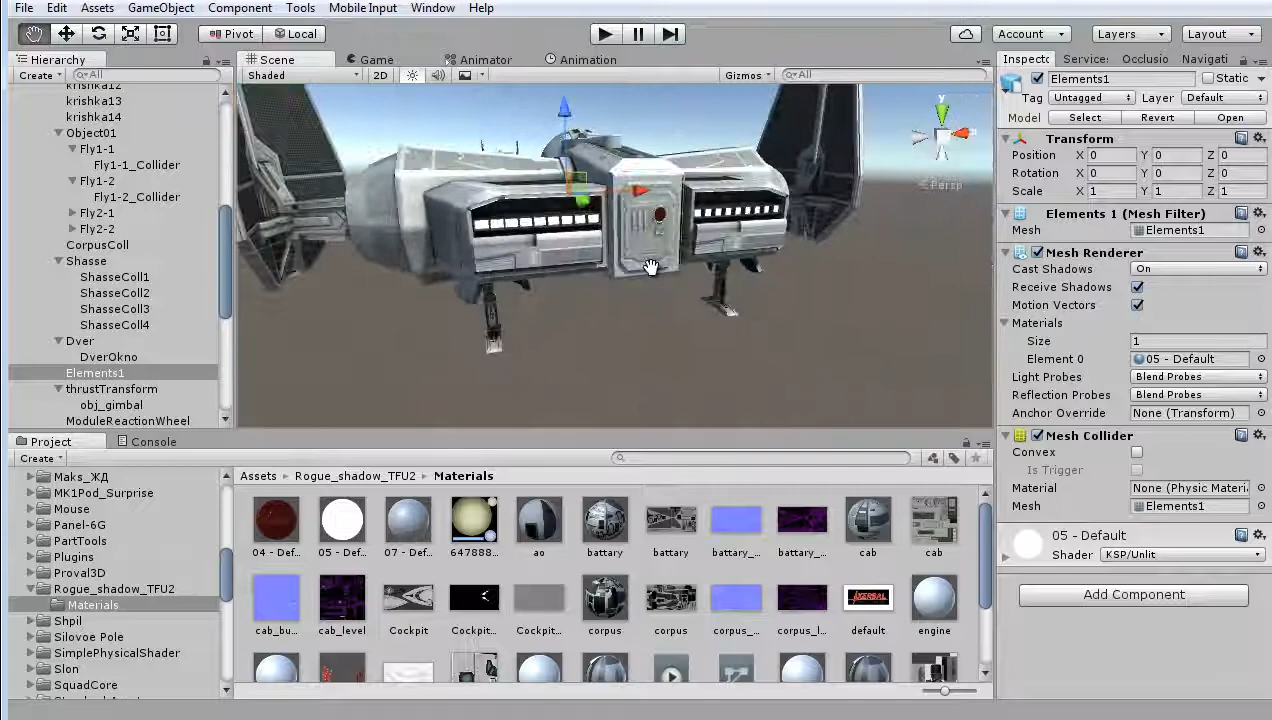 File Edit Assets GameObject Component Tools Mobile Input Window Help
Pivot Local Account Layers Layout
Hierarchy
Create All
krishka12
krishka13
krishka14
Object01
Fly1-1
Fly1-1_Collider
Fly1-2
Fly1-2_Collider
Fly2-1
Fly2-2
CorpusColl
Shasse
ShasseColl1
ShasseColl2
ShasseColl3
ShasseColl4
Dver
DverOkno
Elements1
thrustTransform
obj_gimbal
ModuleReactionWheel
Scene Game Animator Animation
Shaded 2D Gizmos All
y
Persp
Inspectc Services Occlusio Navigati
Elements1 Static
Tag Untagged Layer Default
Model Select Revert Open
Transform
Position X 0 Y 0 Z 0
Rotation X 0 Y 0 Z 0
Scale X 1 Y 1 Z 1
Elements 1 (Mesh Filter)
Mesh Elements1
Mesh Renderer
Cast Shadows On
Receive Shadows
Motion Vectors
Materials
Size 1
Element 0 05 - Default
Light Probes Blend Probes
Reflection Probes Blend Probes
Anchor Override None (Transform)
Mesh Collider
Convex
Is Trigger
Material None (Physic Materi
Mesh Elements1
05 - Default
Shader KSP/Unlit
Add Component
Project Console
Create
Maks_ЖД
MK1Pod_Surprise
Mouse
Panel-6G
PartTools
Plugins
Proval3D
Rogue_shadow_TFU2
Materials
Shpil
Silovoe Pole
SimplePhysicalShader
Slon
SquadCore
Assets Rogue_shadow_TFU2 Materials
04 - Def... 05 - Def... 07 - Def... 647888... ao battary battary battary_... battary_... cab cab
cab_bu... cab_level Cockpit Cockpit... Cockpit... corpus corpus corpus_... corpus_l... default engine